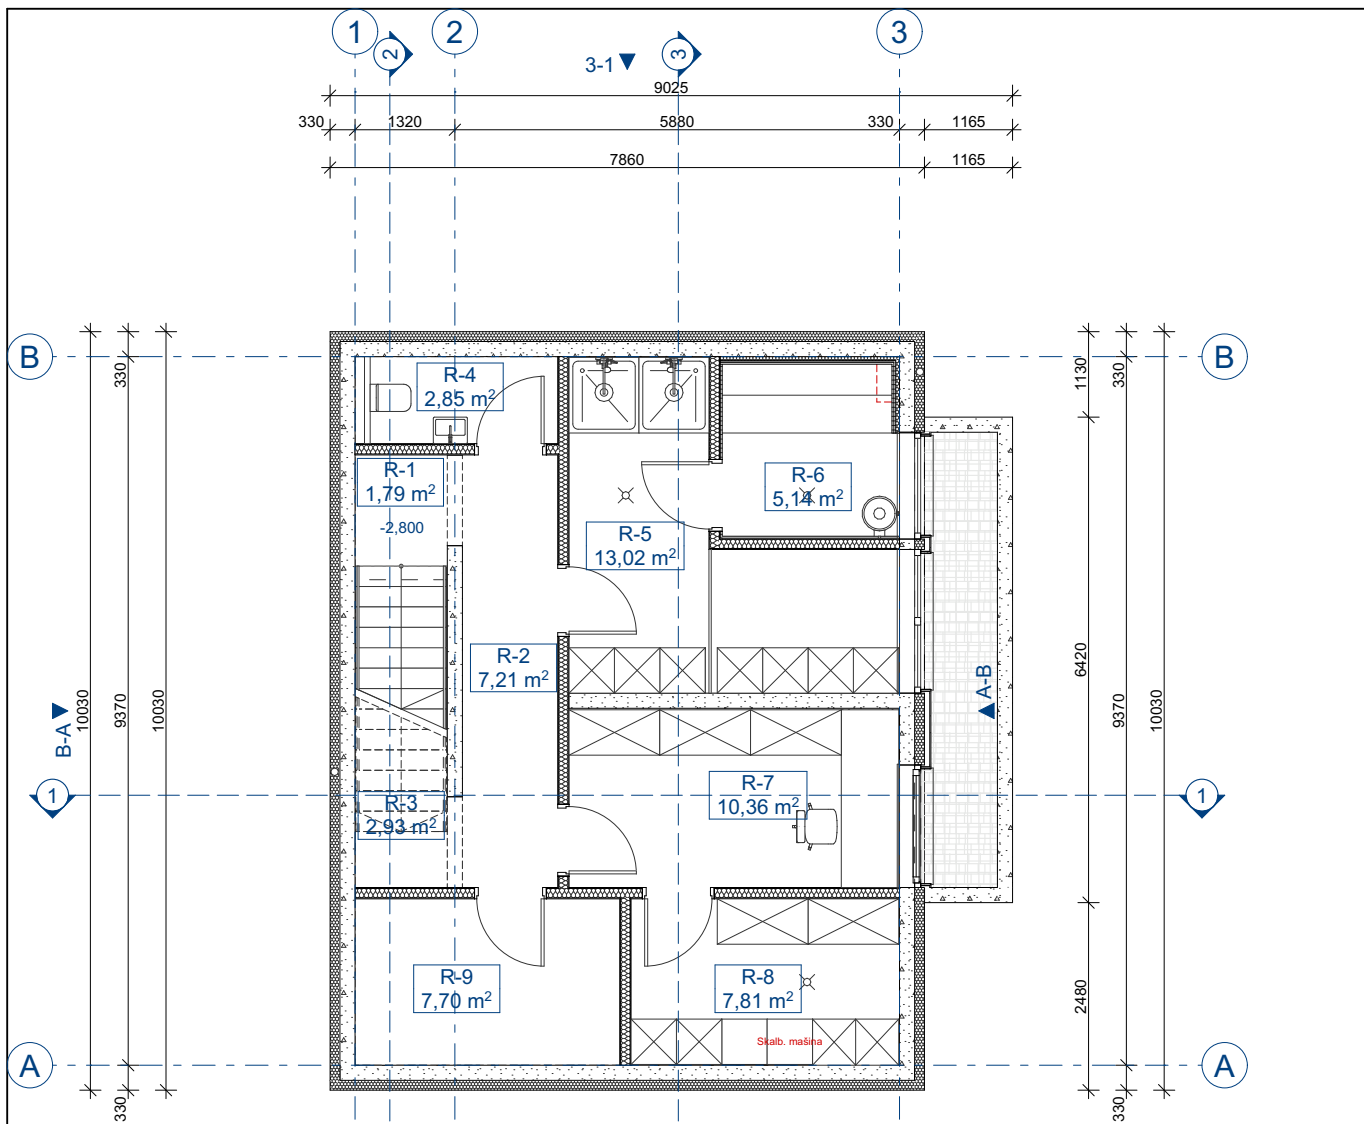 1
2
3
2
3-1
3
9025
330
1320
5880
330
1165
7860
1165
B
B
330
1130
330
R-4
2,85 m²
R-1
1,79 m²
-2,800
R-6
5,14 m²
R-5
13,02 m²
R-2
7,21 m²
6420
B-A
A-B
10030
9370
10030
9370
10030
R-7
10,36 m²
R-3
2,93 m²
1
1
R-9
7,70 m²
R-8
7,81 m²
2480
Skalb. mašina
A
A
330
330